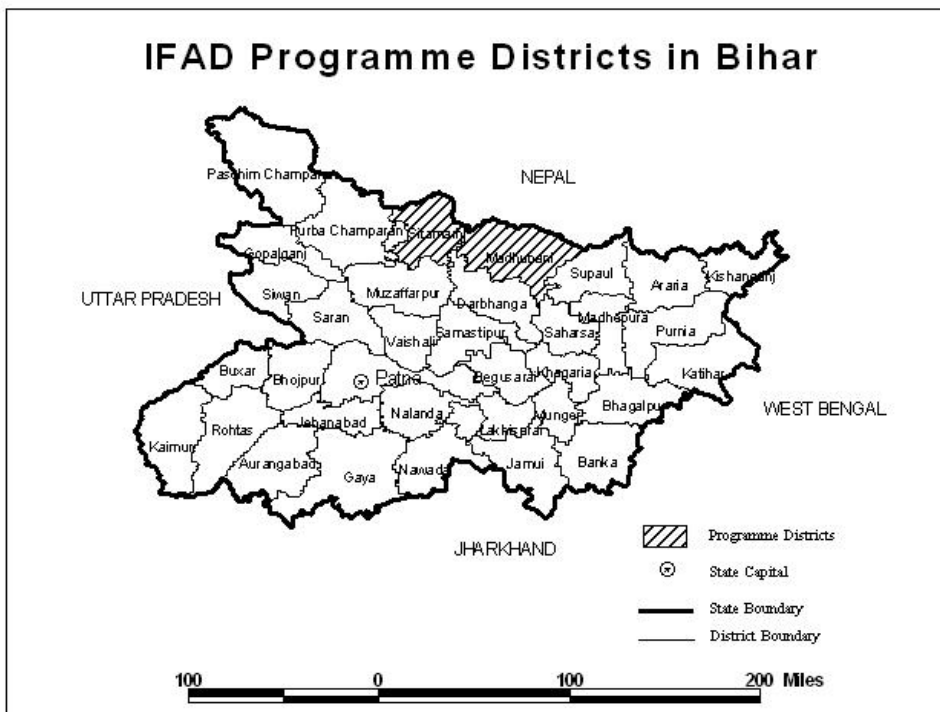 IFAD Programme Districts in Bihar
Paschim Champaran
NEPAL
Purba Champaran
Sitamarhi
Gopalganj
Madhubani
Supaul
Araria
Kishanganj
UTTAR PRADESH
Siwan
Muzaffarpur
Darbhanga
Saran
Madhepura
Purnia
Vaishali
Samastipur
Saharsa
Buxar
Bhojpur
Patna
Begusarai
Khagaria
Katihar
WEST BENGAL
Jehanabad
Nalanda
Munger
Bhagalpur
Kaimur
Rohtas
Lakhisarai
Aurangabad
Gaya
Nawada
Jamui
Banka
JHARKHAND
Programme Districts
State Capital
State Boundary
District Boundary
100 0 100 200 Miles